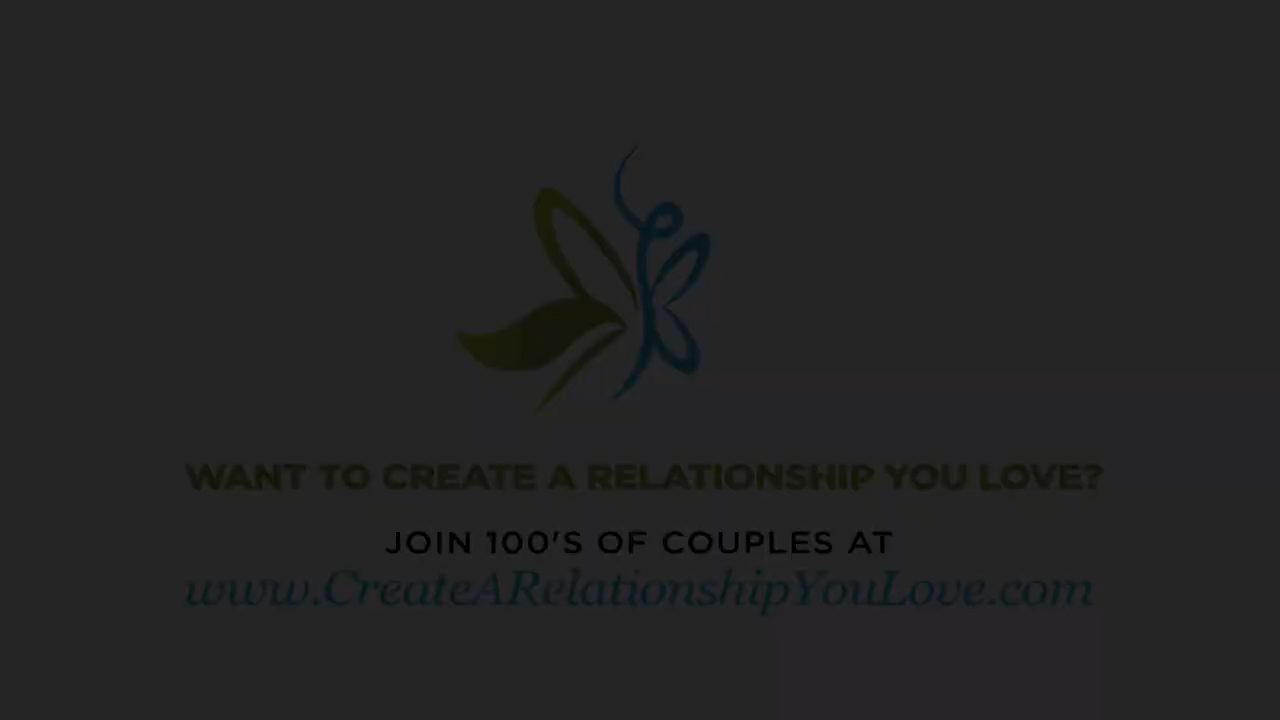 WANT TO CREATE A RELATIONSHIP YOU LOVE?
JOIN 100'S OF COUPLES AT
www.CreateARelationshipYouLove.com